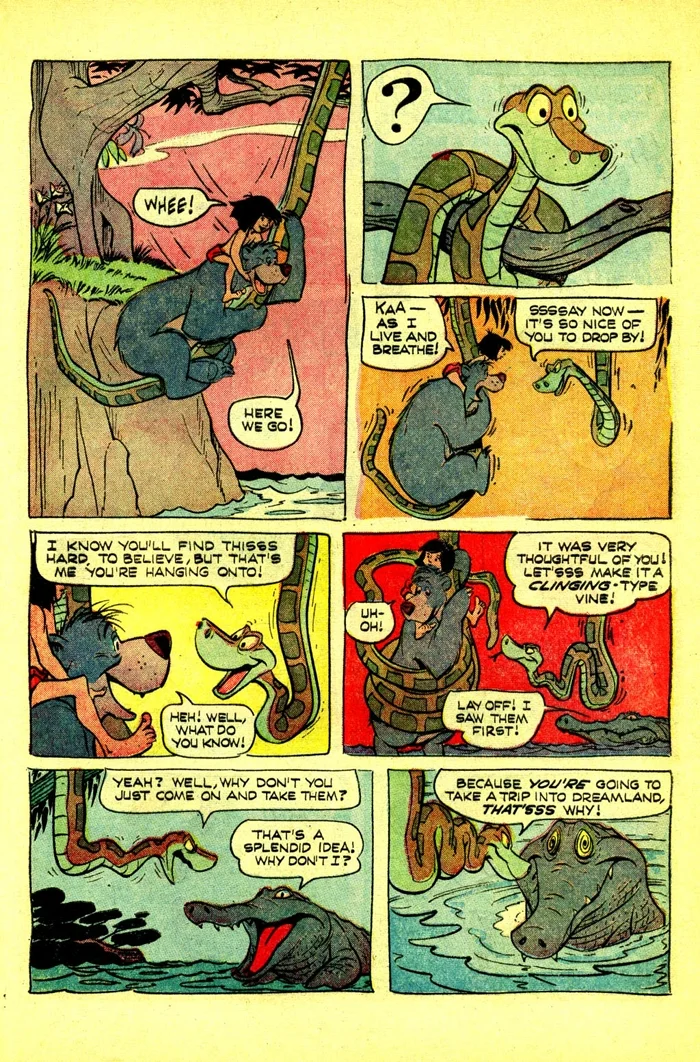 WHEE!
HERE
WE GO!
?
KAA —
AS I
LIVE AND
BREATHE!
SSSSAY NOW —
IT'S SO NICE OF
YOU TO DROP BY!
I KNOW YOU'LL FIND THISSS
HARD TO BELIEVE, BUT THAT'S
ME YOU'RE HANGING ONTO!
HEH! WELL,
WHAT DO
YOU KNOW!
UH-
OH!
IT WAS VERY
THOUGHTFUL OF YOU!
LET'SSS MAKE IT A
CLINGING-TYPE
VINE!
LAY OFF! I
SAW THEM
FIRST!
YEAH? WELL, WHY DON'T YOU
JUST COME ON AND TAKE THEM?
THAT'S A
SPLENDID IDEA!
WHY DON'T I?
BECAUSE YOU'RE GOING TO
TAKE A TRIP INTO DREAMLAND,
THAT'SSS WHY!